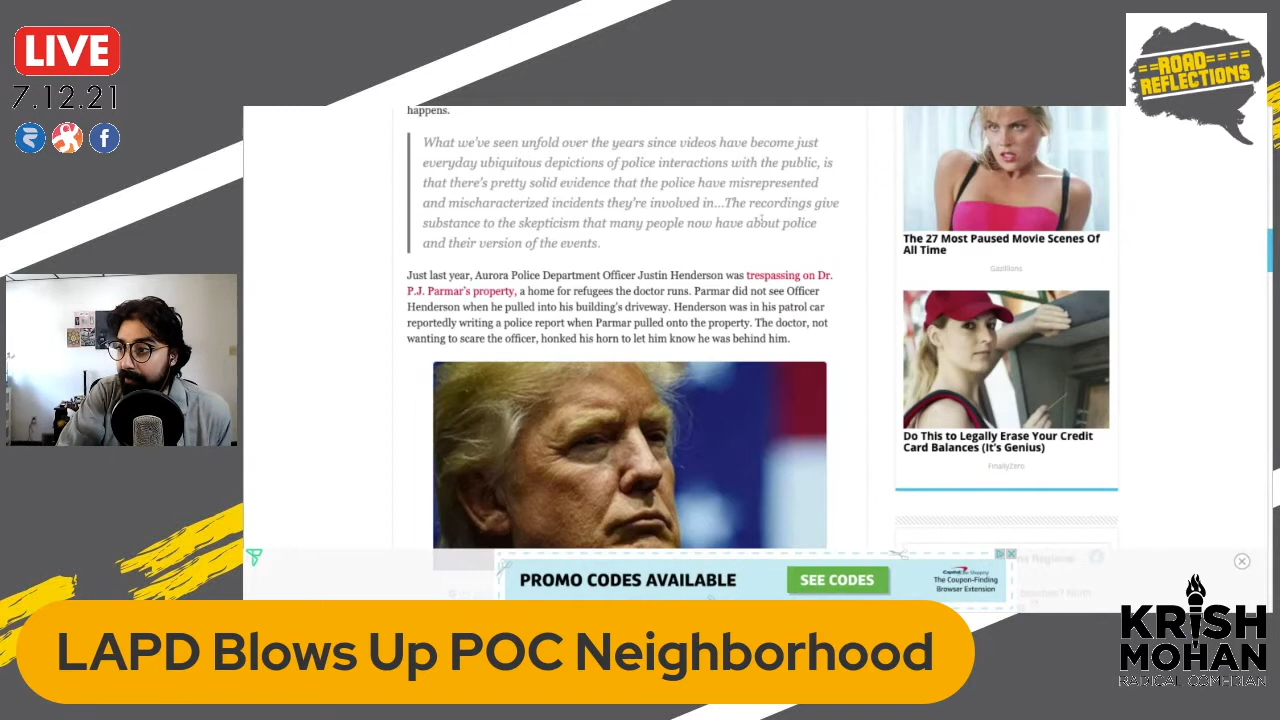 LIVE
7.12.21
==ROAD====
REFLECTIONS
happens.
What we've seen unfold over the years since videos have become just
everyday ubiquitous depictions of police interactions with the public, is
that there's pretty solid evidence that the police have misrepresented
and mischaracterized incidents they're involved in...The recordings give
substance to the skepticism that many people now have about police
and their version of the events.
Just last year, Aurora Police Department Officer Justin Henderson was trespassing on Dr.
P.J. Parmar's property, a home for refugees the doctor runs. Parmar did not see Officer
Henderson when he pulled into his building's driveway. Henderson was in his patrol car
reportedly writing a police report when Parmar pulled onto the property. The doctor, not
wanting to scare the officer, honked his horn to let him know he was behind him.
The 27 Most Paused Movie Scenes Of
All Time
Gazillions
Do This to Legally Erase Your Credit
Card Balances (It's Genius)
FinallyZero
PROMO CODES AVAILABLE
SEE CODES
Capital One Shopping
The Coupon-Finding
Browser Extension
LAPD Blows Up POC Neighborhood
KRISH
MOHAN
RADICAL COMEDIAN